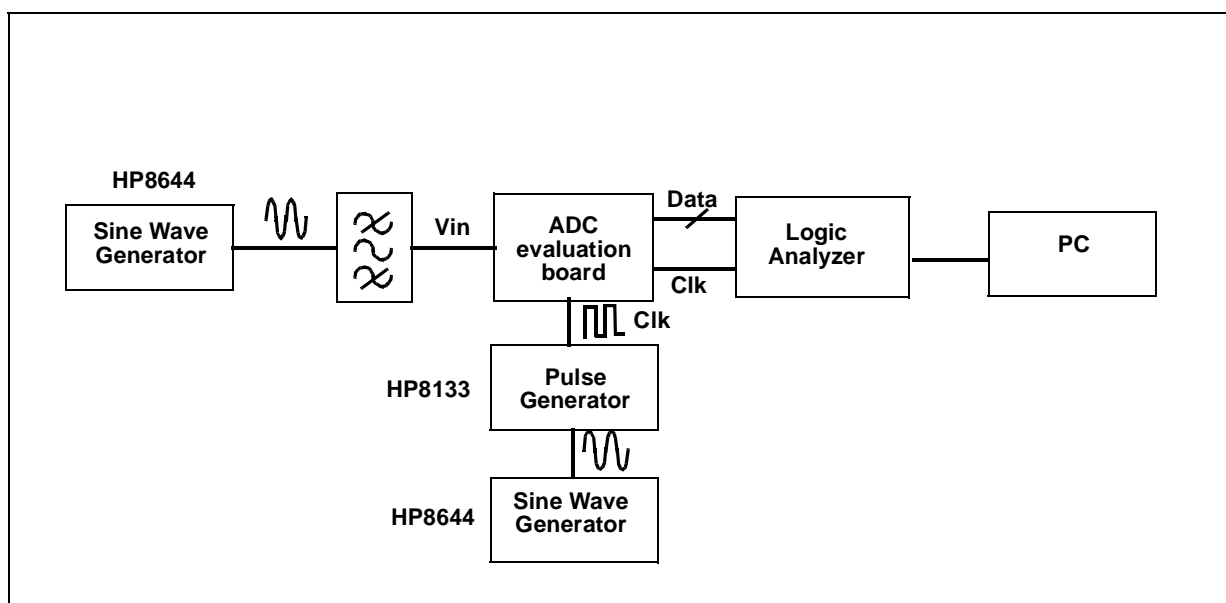 HP8644
Sine Wave
Generator
Vin
ADC
evaluation
board
Data
Clk
Logic
Analyzer
PC
Clk
HP8133
Pulse
Generator
HP8644
Sine Wave
Generator